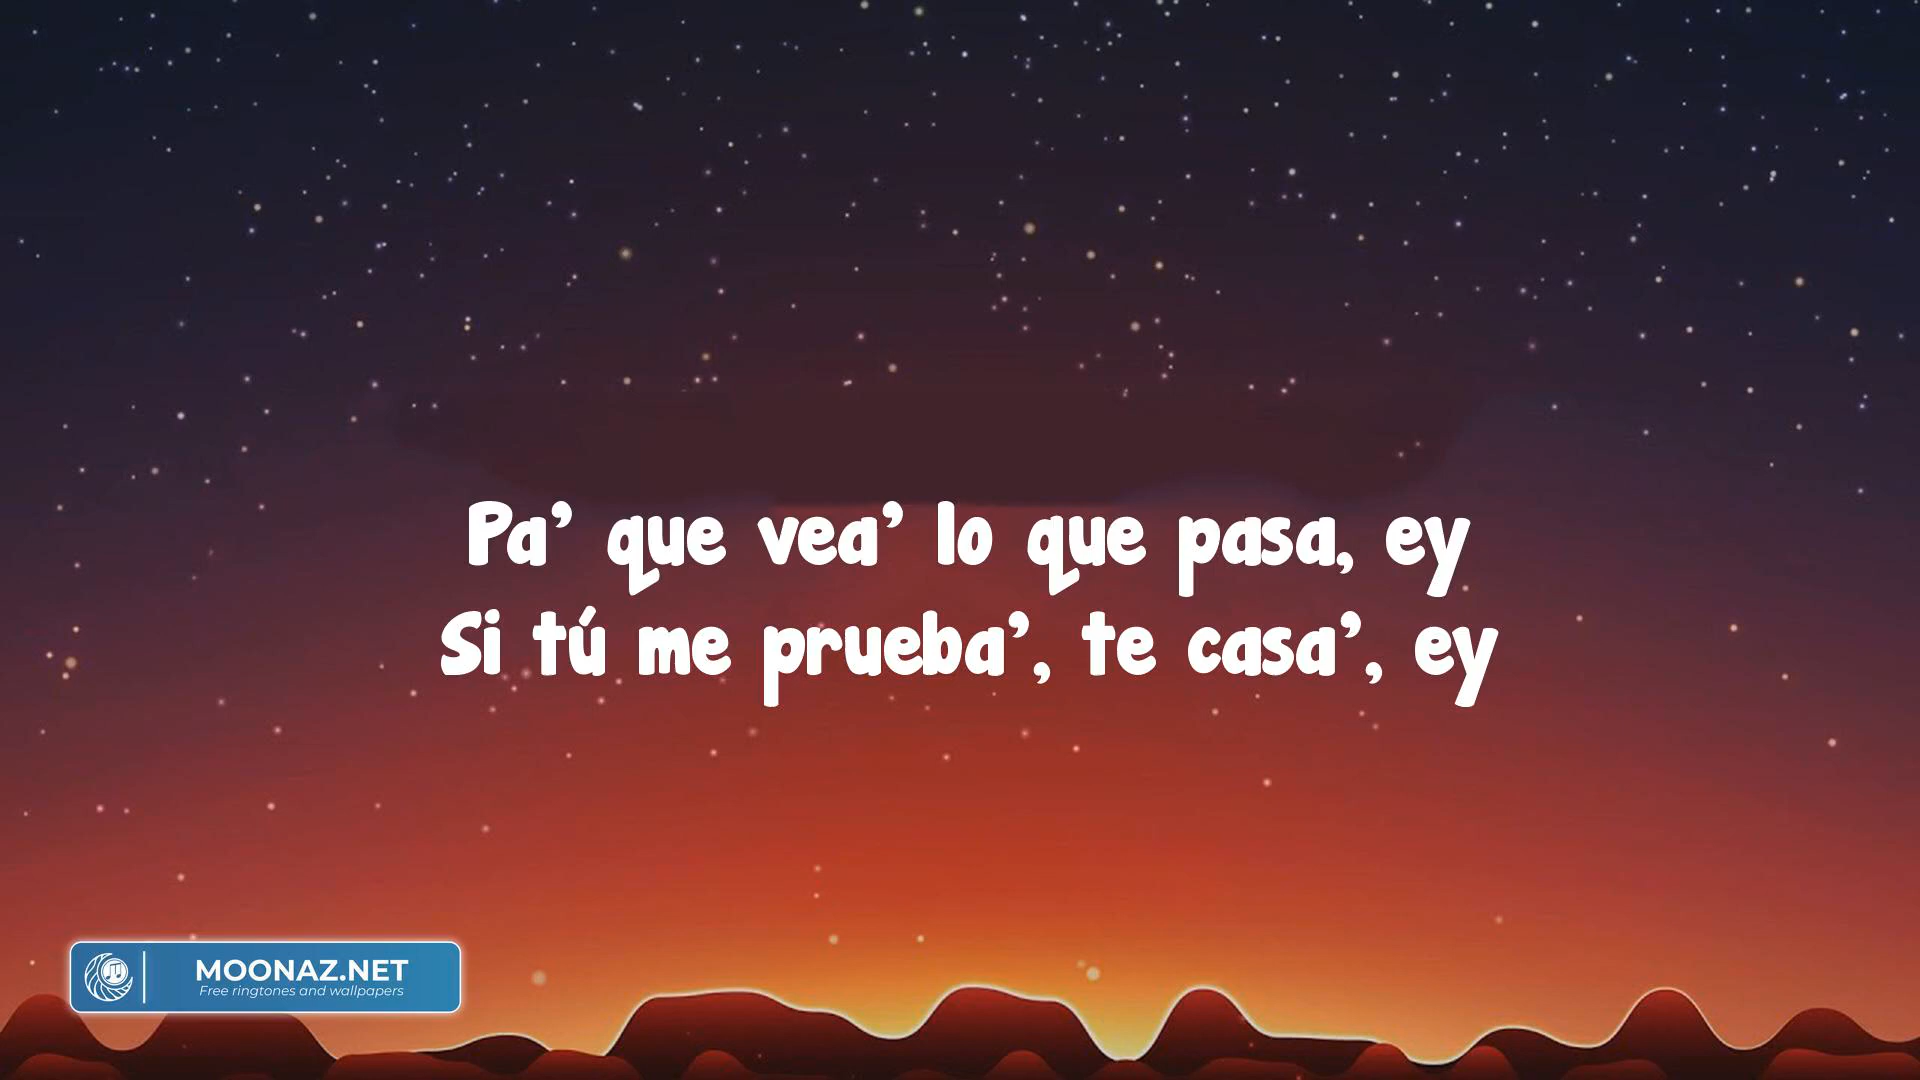 Pa’ que vea’ lo que pasa, ey
Si tú me prueba’, te casa’, ey
MOONAZ.NET
Free ringtones and wallpapers